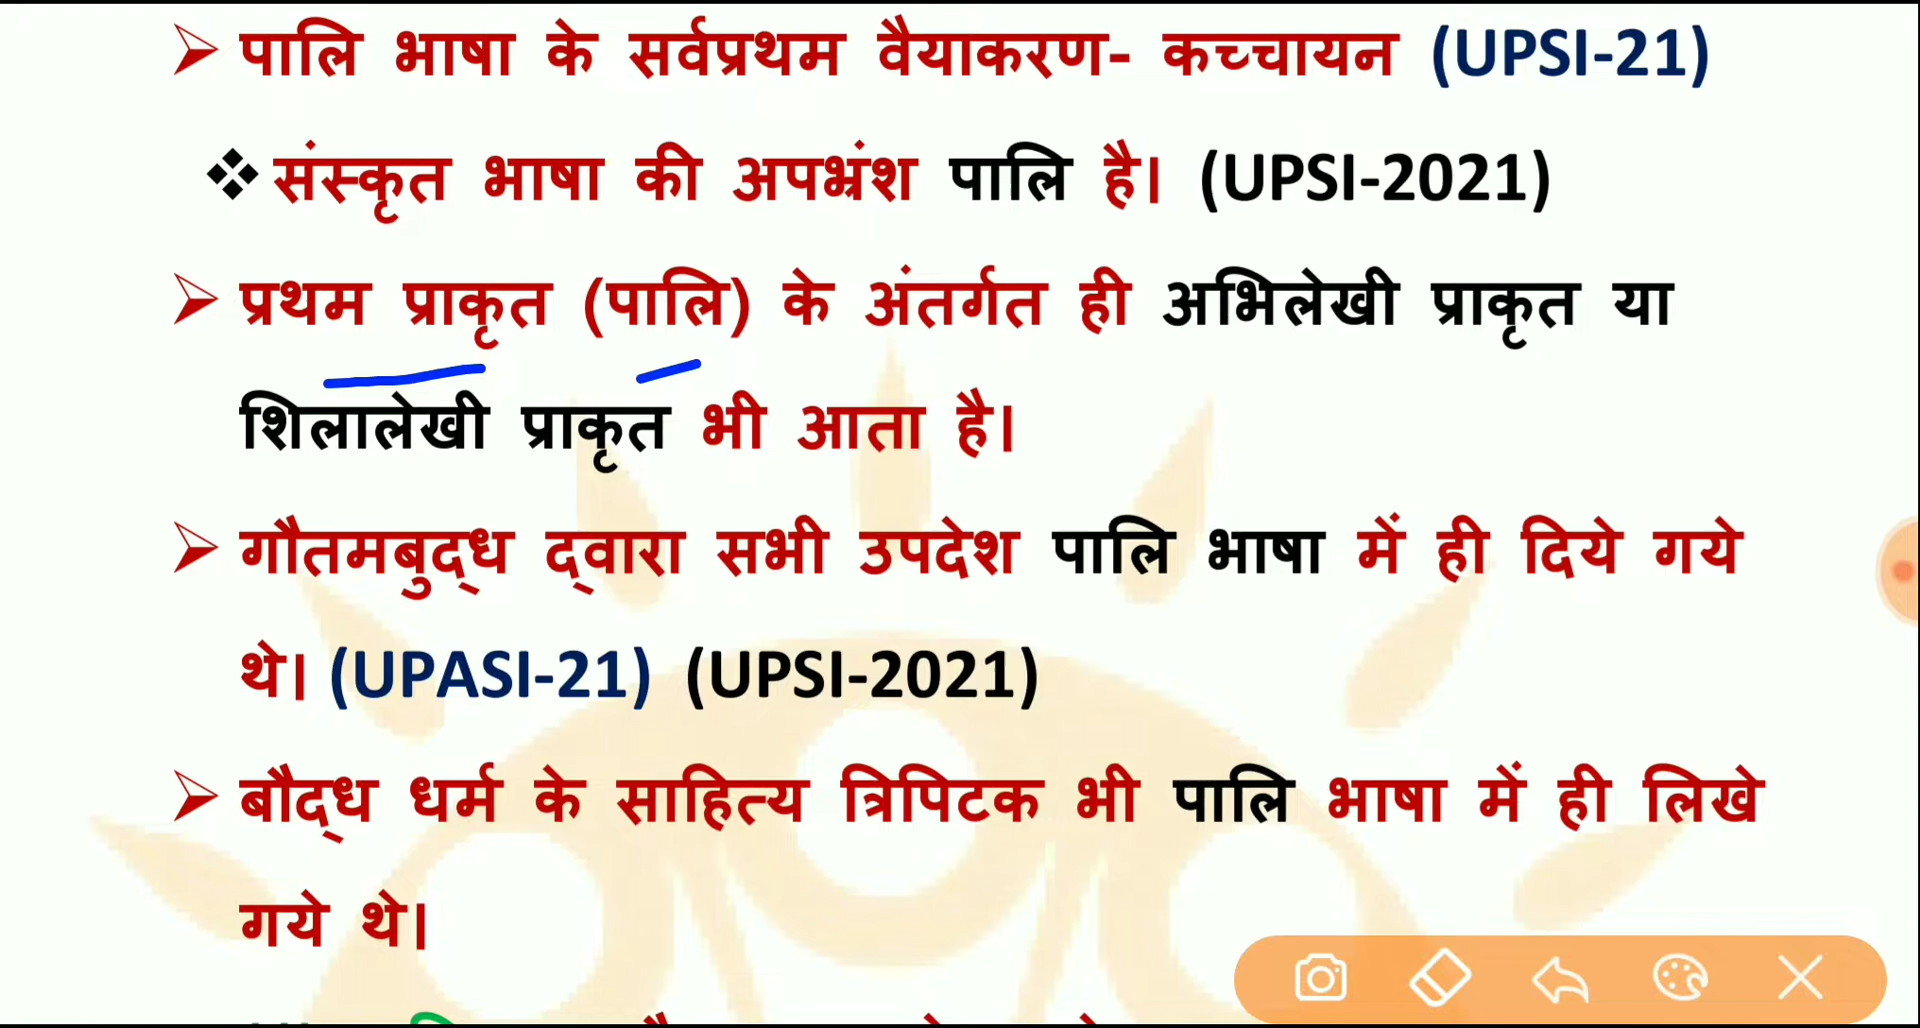 ➢ पालि भाषा के सर्वप्रथम वैयाकरण- कच्चायन (UPSI-21)
❖ संस्कृत भाषा की अपभ्रंश पालि है। (UPSI-2021)
➢ प्रथम प्राकृत (पालि) के अंतर्गत ही अभिलेखी प्राकृत या
शिलालेखी प्राकृत भी आता है।
➢ गौतमबुद्ध द्वारा सभी उपदेश पालि भाषा में ही दिये गये
थे। (UPASI-21) (UPSI-2021)
➢ बौद्ध धर्म के साहित्य त्रिपिटक भी पालि भाषा में ही लिखे
गये थे।